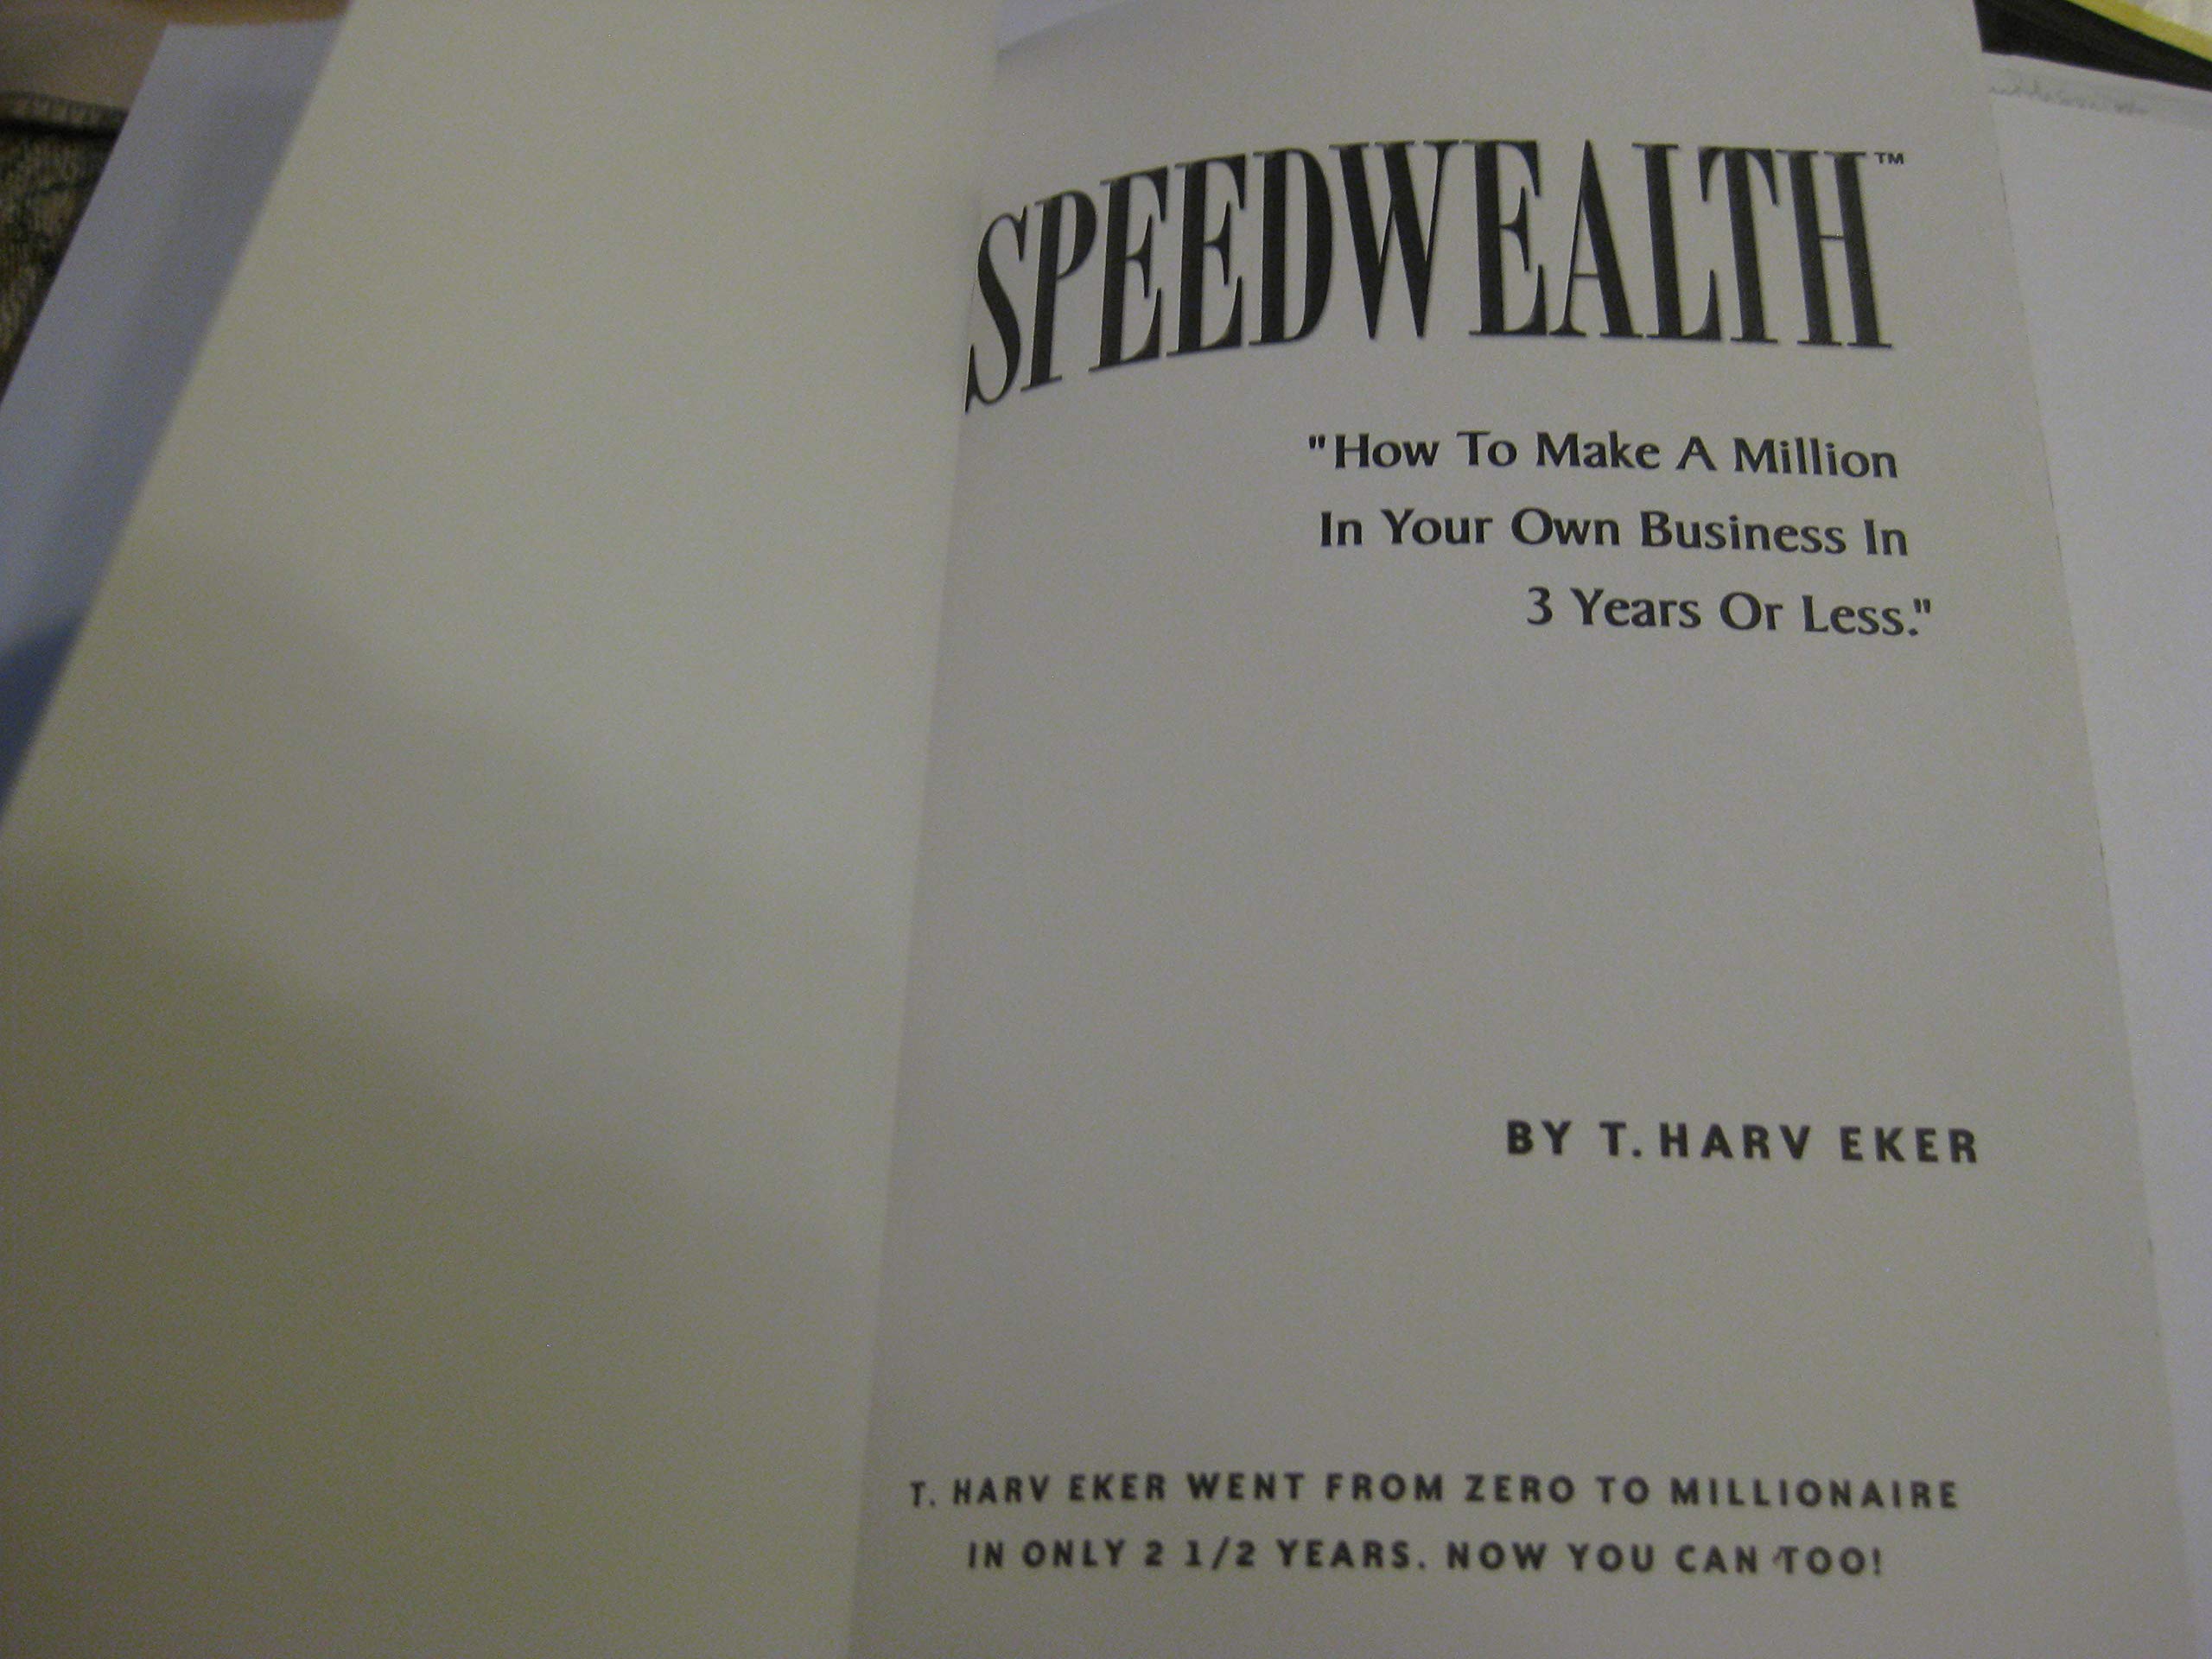 SPEEDWEALTH™
"How To Make A Million
In Your Own Business In
3 Years Or Less."
BY T. HARV EKER
T. HARV EKER WENT FROM ZERO TO MILLIONAIRE
IN ONLY 2 1/2 YEARS. NOW YOU CAN TOO!